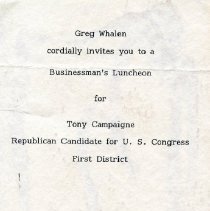 Greg Whalen
cordially invites you to a
Businessman's Luncheon
for
Tony Campaigne
Republican Candidate for U. S. Congress
First District